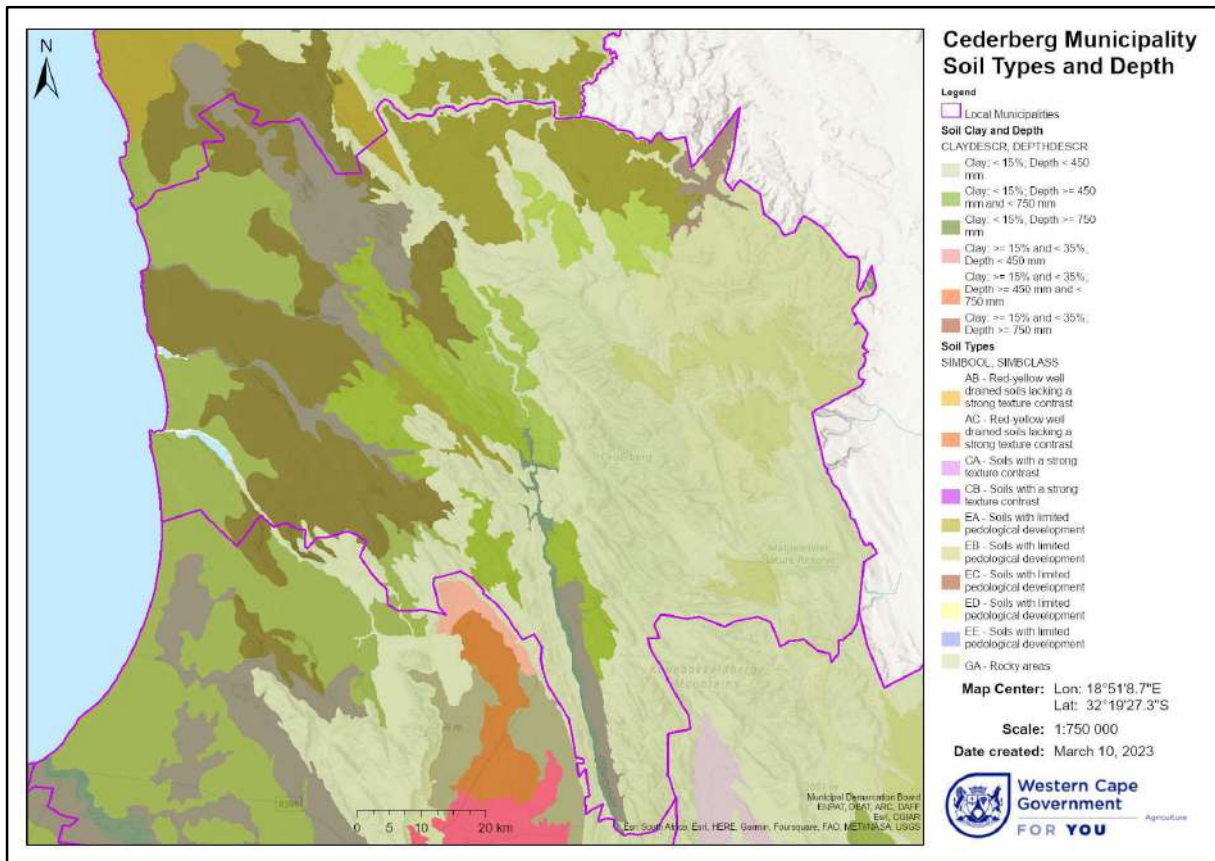 Cederberg Municipality
Soil Types and Depth
Legend
Local Municipalities
Soil Clay and Depth
CLAYDESCR, DEPTHDESCR
Clay: < 15%; Depth < 450
mm
Clay: < 15%; Depth >= 450
mm and < 750 mm
Clay: < 15%; Depth >= 750
mm
Clay: >= 15% and < 35%;
Depth < 450 mm
Clay: >= 15% and < 35%;
Depth >= 450 mm and <
750 mm
Clay: >= 15% and < 35%;
Depth >= 750 mm
Soil Types
SIMBOOL, SIMBCLASS
AB - Red-yellow well
drained soils lacking a
strong texture contrast
AC - Red-yellow well
drained soils lacking a
strong texture contrast
CA - Soils with a strong
texture contrast
CB - Soils with a strong
texture contrast
EA - Soils with limited
pedological development
EB - Soils with limited
pedological development
EC - Soils with limited
pedological development
ED - Soils with limited
pedological development
EE - Soils with limited
pedological development
GA - Rocky areas
Map Center: Lon: 18°51'8.7"E
Lat: 32°19'27.3"S
Scale: 1:750 000
Date created: March 10, 2023
Western Cape
Government
Agriculture
FOR YOU
N
Cederberg
Nature Reserve
Mountains
0 5 10 20 km
Municipal Demarcation Board
ENPAT, DEAT, ARC, DAFF
Esri, CGIAR
Esri South Africa, Esri, HERE, Garmin, Foursquare, FAO, METI/NASA, USGS